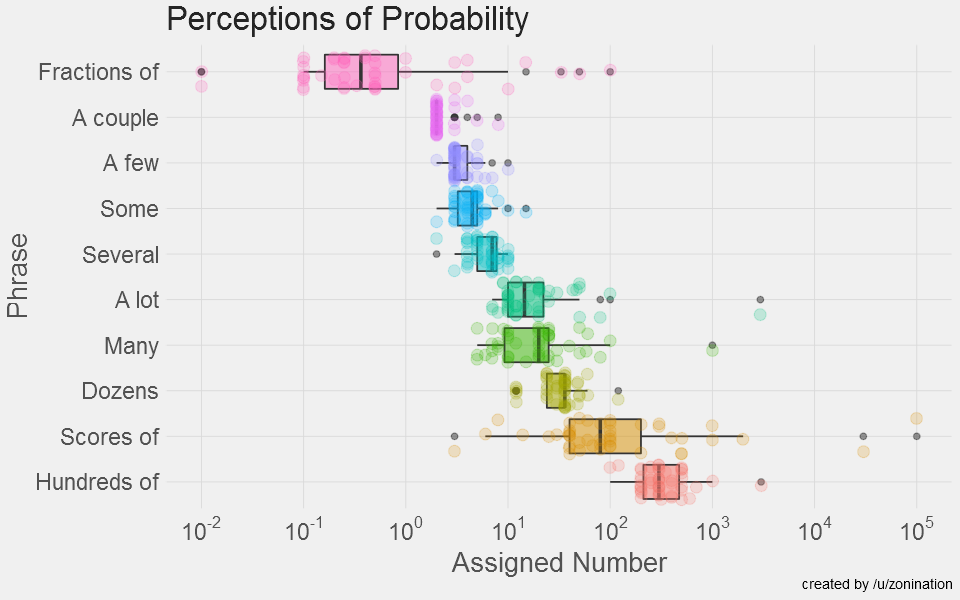 Perceptions of Probability
Phrase
Fractions of
A couple
A few
Some
Several
A lot
Many
Dozens
Scores of
Hundreds of
10^-2 10^-1 10^0 10^1 10^2 10^3 10^4 10^5
Assigned Number
created by /u/zonination